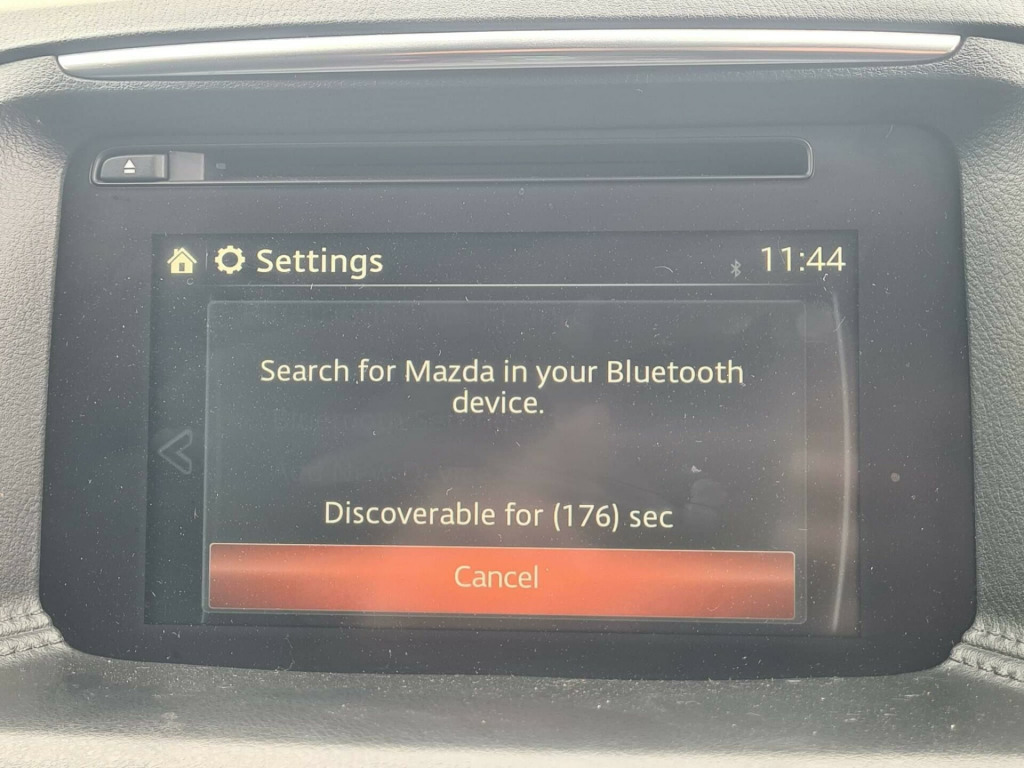 Settings
11:44
Search for Mazda in your Bluetooth
device.
Discoverable for (176) sec
Cancel